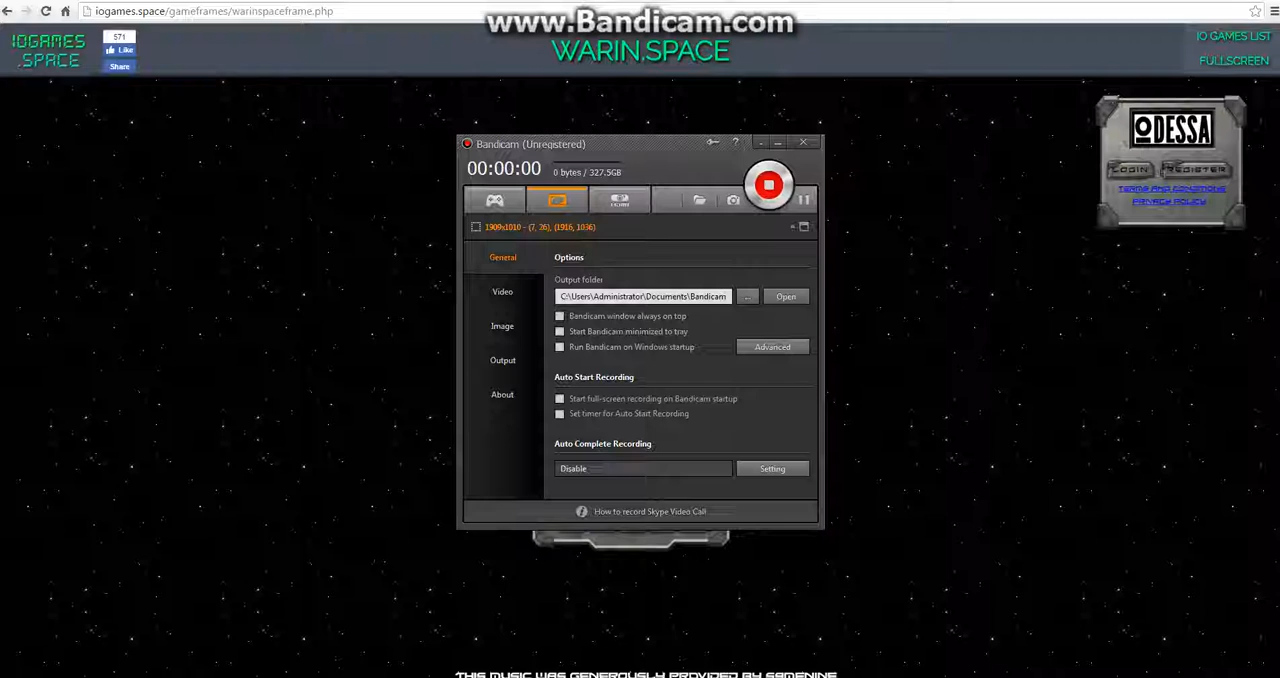 iogames.space/gameframes/warinspaceframe.php
www.Bandicam.com
IOGAMES
.SPACE
571
Like
Share
WARIN.SPACE
IO GAMES LIST
FULLSCREEN
ODESSA
LOGIN REGISTER
TERMS AND CONDITIONS
PRIVACY POLICY
Bandicam (Unregistered)
00:00:00 0 bytes / 327.5GB
1909x1010 - (7, 26), (1916, 1036)
General
Video
Image
Output
About
Options
Output folder
C:\Users\Administrator\Documents\Bandicam ... Open
Bandicam window always on top
Start Bandicam minimized to tray
Run Bandicam on Windows startup Advanced
Auto Start Recording
Start full-screen recording on Bandicam startup
Set timer for Auto Start Recording
Auto Complete Recording
Disable Setting
How to record Skype Video Call
THIS MUSIC WAS GENEROUSLY PROVIDED BY